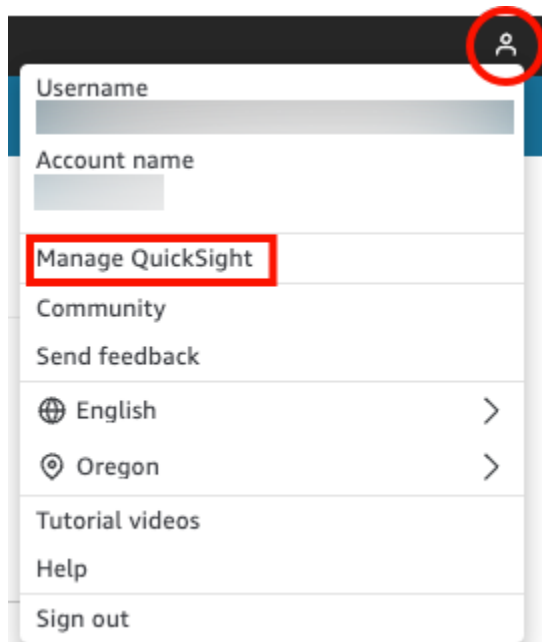 Username
Account name
Manage QuickSight
Community
Send feedback
English
Oregon
Tutorial videos
Help
Sign out